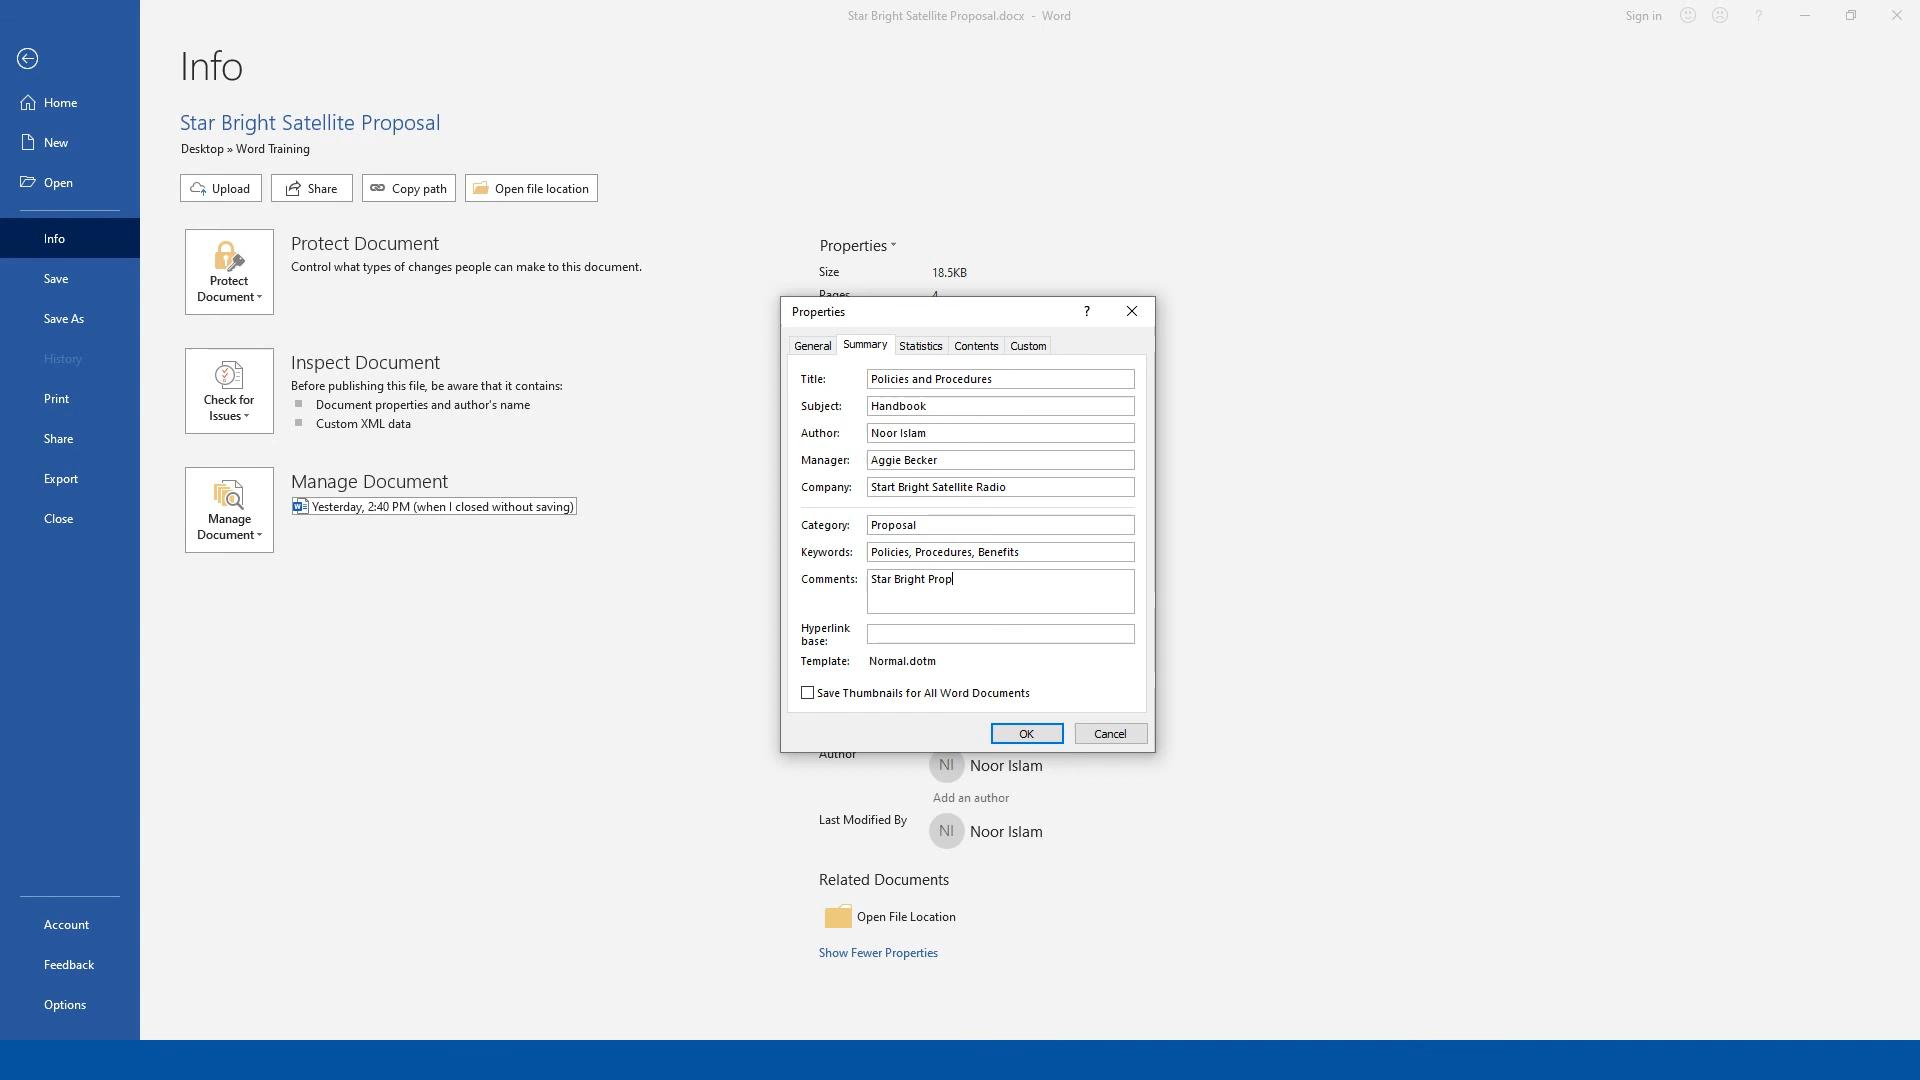 Star Bright Satellite Proposal.docx - Word
Sign in
?
Home
New
Open
Info
Save
Save As
History
Print
Share
Export
Close
Account
Feedback
Options
Info
Star Bright Satellite Proposal
Desktop » Word Training
Upload
Share
Copy path
Open file location
Protect Document
Protect Document
Control what types of changes people can make to this document.
Check for Issues
Inspect Document
Before publishing this file, be aware that it contains:
Document properties and author's name
Custom XML data
Manage Document
Manage Document
Yesterday, 2:40 PM (when I closed without saving)
Properties
Size 18.5KB
Pages 4
Properties ?
General Summary Statistics Contents Custom
Title: Policies and Procedures
Subject: Handbook
Author: Noor Islam
Manager: Aggie Becker
Company: Start Bright Satellite Radio
Category: Proposal
Keywords: Policies, Procedures, Benefits
Comments: Star Bright Prop
Hyperlink base:
Template: Normal.dotm
Save Thumbnails for All Word Documents
OK Cancel
Author NI Noor Islam
Add an author
Last Modified By NI Noor Islam
Related Documents
Open File Location
Show Fewer Properties